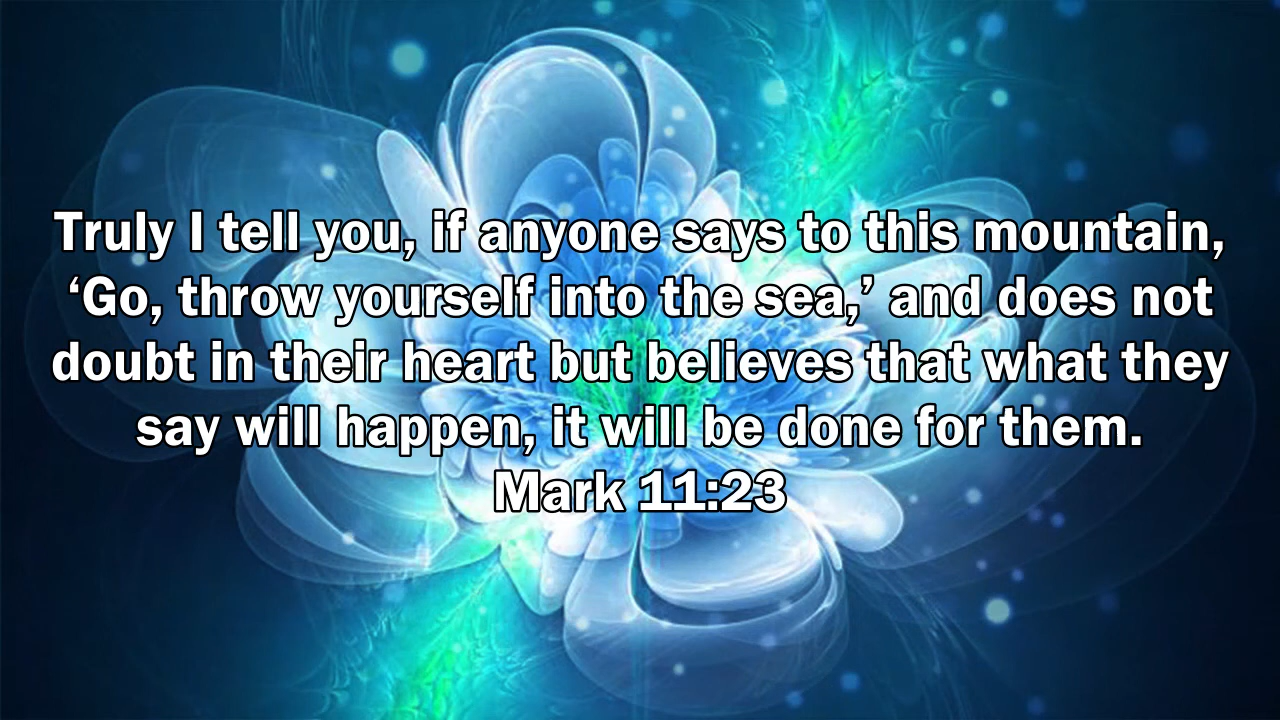 Truly I tell you, if anyone says to this mountain,
‘Go, throw yourself into the sea,’ and does not
doubt in their heart but believes that what they
say will happen, it will be done for them.
Mark 11:23